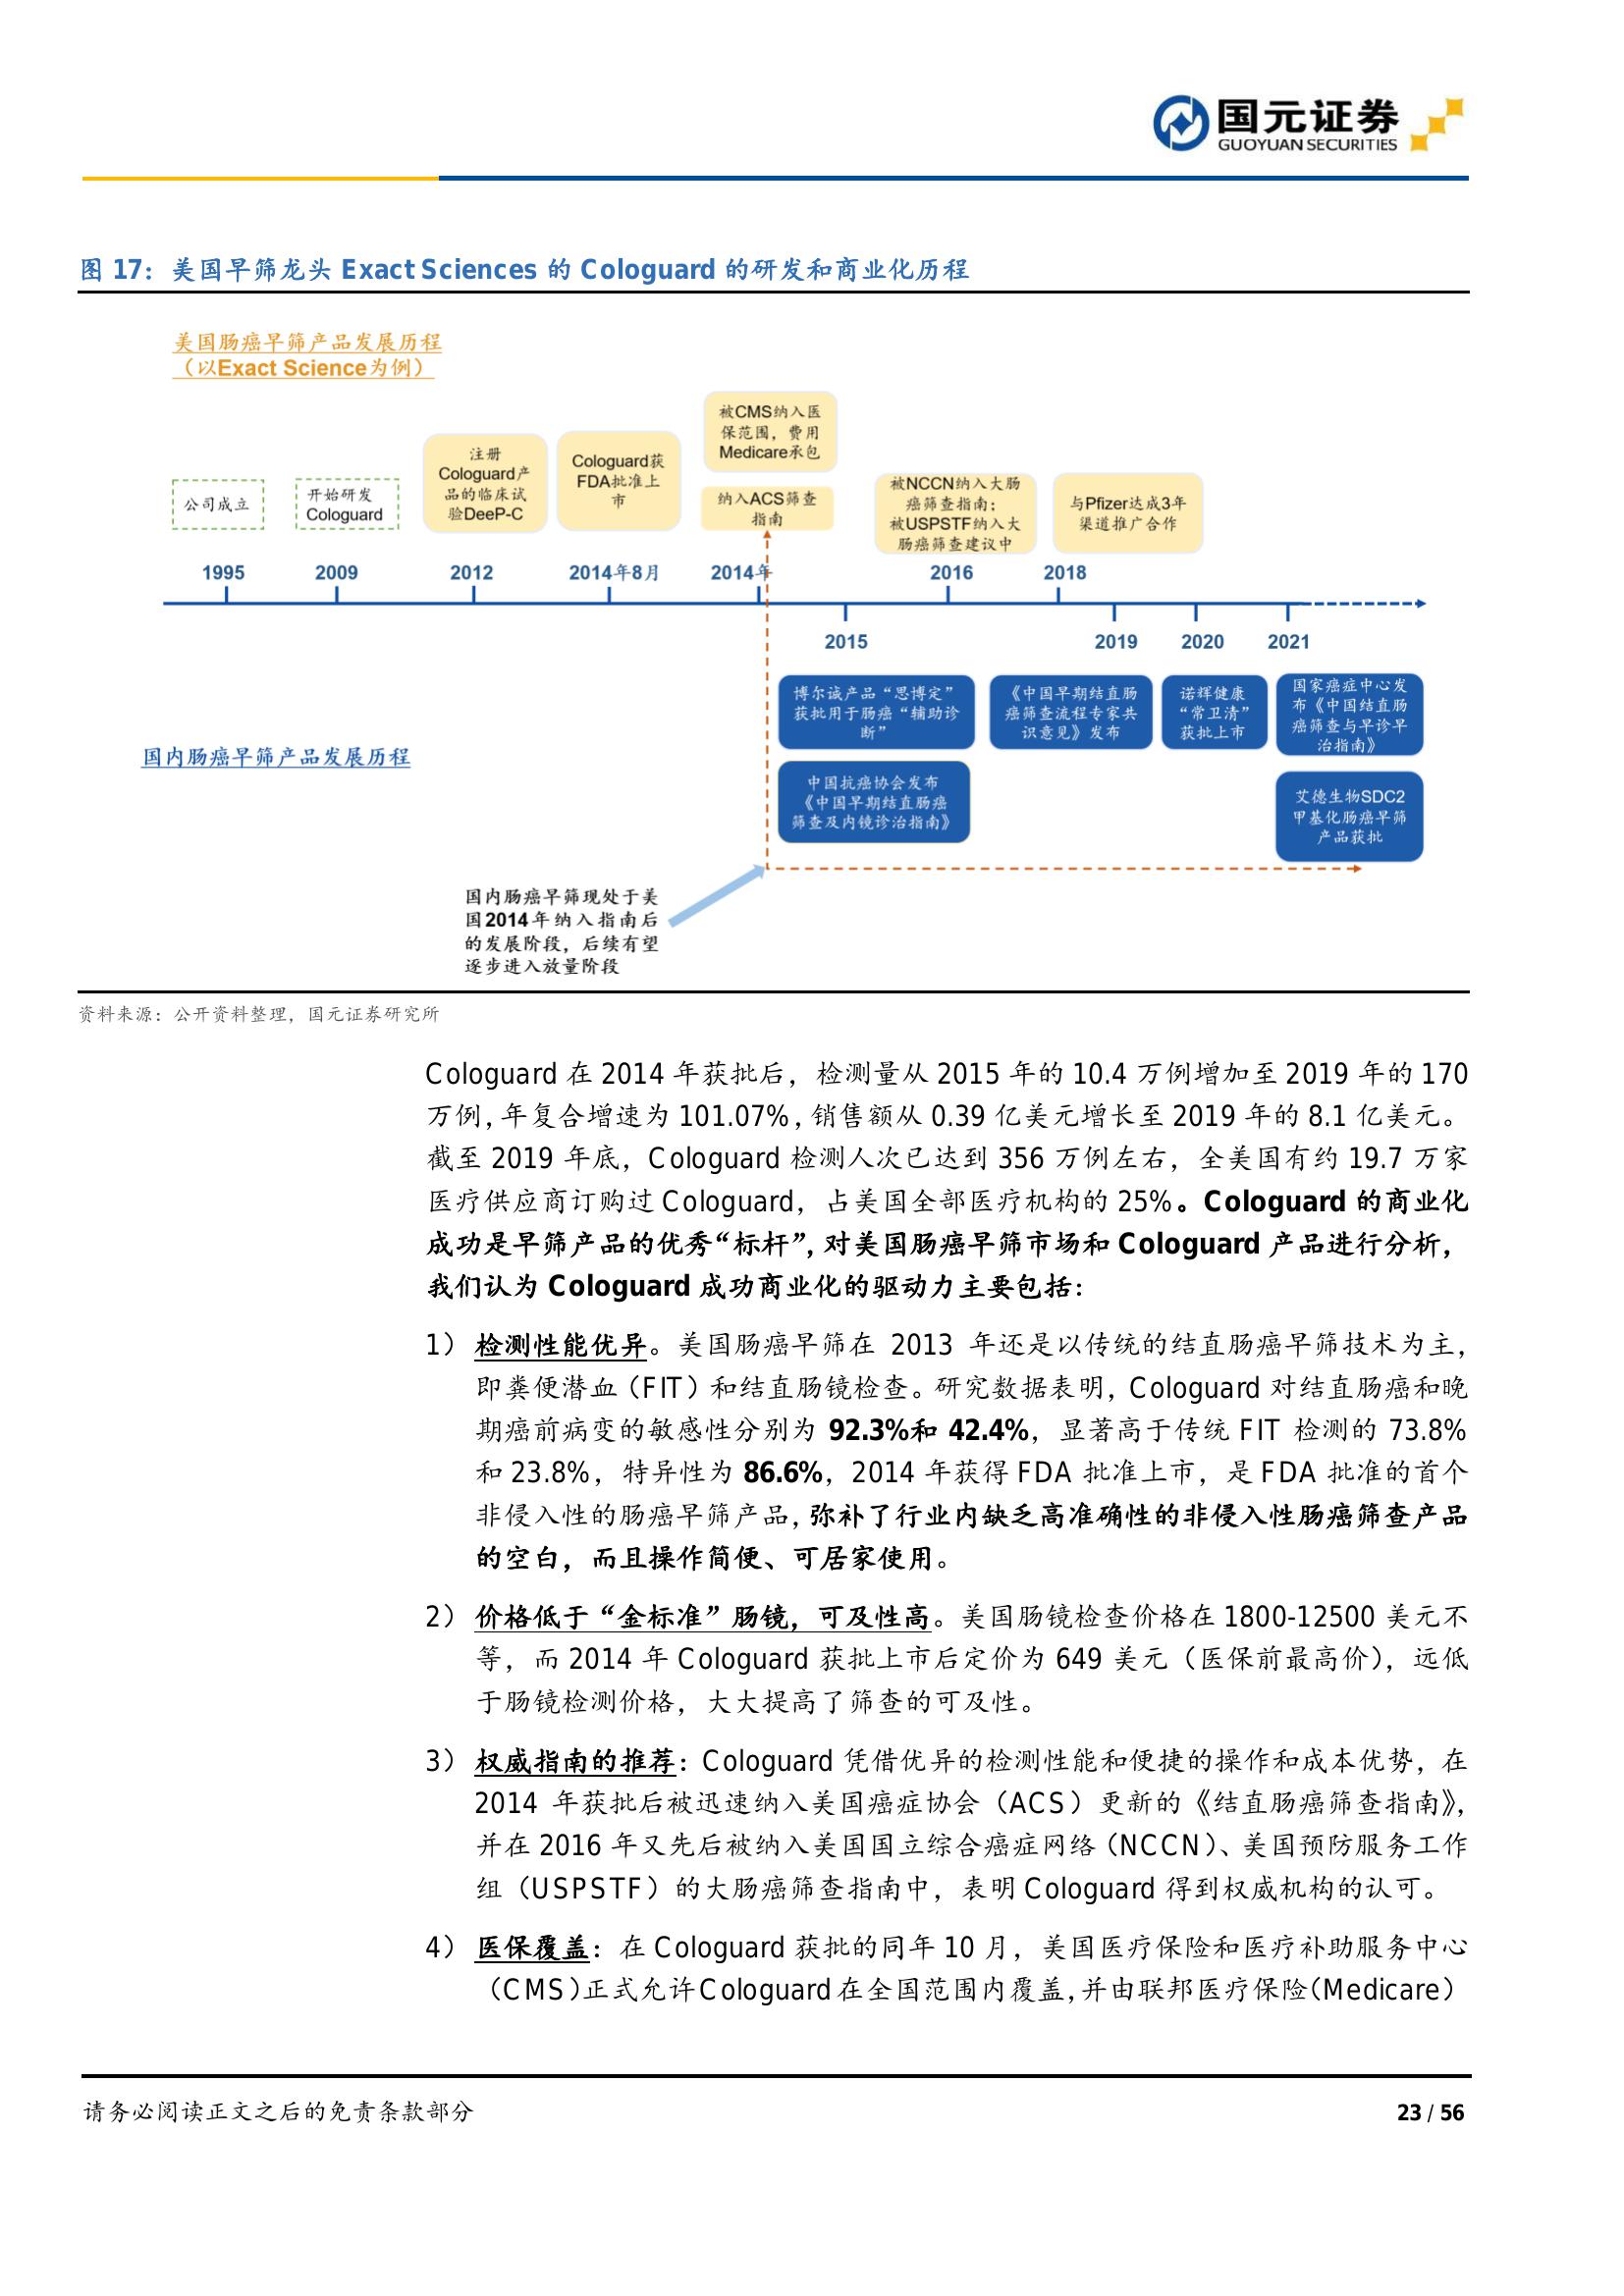 国元证券
GUOYUAN SECURITIES
图 17：美国早筛龙头 Exact Sciences 的 Cologuard 的研发和商业化历程
美国肠癌早筛产品发展历程
（以Exact Science为例）
公司成立
开始研发
Cologuard
注册
Cologuard产
品的临床试
验DeeP-C
Cologuard获
FDA批准上
市
被CMS纳入医
保范围，费用
Medicare承包
纳入ACS筛查
指南
被NCCN纳入大肠
癌筛查指南；
被USPSTF纳入大
肠癌筛查建议中
与Pfizer达成3年
渠道推广合作
1995
2009
2012
2014年8月
2014年
2016
2018
2015
2019
2020
2021
博尔诚产品“思博定”
获批用于肠癌“辅助诊
断”
《中国早期结直肠
癌筛查流程专家共
识意见》发布
诺辉健康
“常卫清”
获批上市
国家癌症中心发
布《中国结直肠
癌筛查与早诊早
治指南》
国内肠癌早筛产品发展历程
中国抗癌协会发布
《中国早期结直肠癌
筛查及内镜诊治指南》
艾德生物SDC2
甲基化肠癌早筛
产品获批
国内肠癌早筛现处于美
国2014年纳入指南后
的发展阶段，后续有望
逐步进入放量阶段
资料来源：公开资料整理，国元证券研究所
Cologuard 在 2014 年获批后，检测量从 2015 年的 10.4 万例增加至 2019 年的 170
万例，年复合增速为 101.07%，销售额从 0.39 亿美元增长至 2019 年的 8.1 亿美元。
截至 2019 年底，Cologuard 检测人次已达到 356 万例左右，全美国有约 19.7 万家
医疗供应商订购过 Cologuard，占美国全部医疗机构的 25%。Cologuard 的商业化
成功是早筛产品的优秀“标杆”，对美国肠癌早筛市场和 Cologuard 产品进行分析，
我们认为 Cologuard 成功商业化的驱动力主要包括：
1） 检测性能优异。美国肠癌早筛在 2013 年还是以传统的结直肠癌早筛技术为主，
即粪便潜血（FIT）和结直肠镜检查。研究数据表明，Cologuard 对结直肠癌和晚
期癌前病变的敏感性分别为 92.3%和 42.4%，显著高于传统 FIT 检测的 73.8%
和 23.8%，特异性为 86.6%，2014 年获得 FDA 批准上市，是 FDA 批准的首个
非侵入性的肠癌早筛产品，弥补了行业内缺乏高准确性的非侵入性肠癌筛查产品
的空白，而且操作简便、可居家使用。
2） 价格低于“金标准”肠镜，可及性高。美国肠镜检查价格在 1800-12500 美元不
等，而 2014 年 Cologuard 获批上市后定价为 649 美元（医保前最高价），远低
于肠镜检测价格，大大提高了筛查的可及性。
3） 权威指南的推荐：Cologuard 凭借优异的检测性能和便捷的操作和成本优势，在
2014 年获批后被迅速纳入美国癌症协会（ACS）更新的《结直肠癌筛查指南》，
并在 2016 年又先后被纳入美国国立综合癌症网络（NCCN）、美国预防服务工作
组（USPSTF）的大肠癌筛查指南中，表明 Cologuard 得到权威机构的认可。
4） 医保覆盖：在 Cologuard 获批的同年 10 月，美国医疗保险和医疗补助服务中心
（CMS）正式允许 Cologuard 在全国范围内覆盖，并由联邦医疗保险（Medicare）
请务必阅读正文之后的免责条款部分
23 / 56